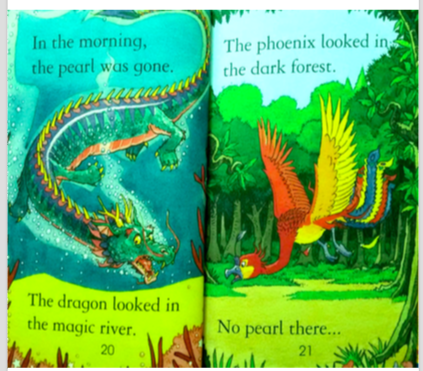 In the morning,
the pearl was gone.
The dragon looked in
the magic river.
20
The phoenix looked in
the dark forest.
No pearl there...
21